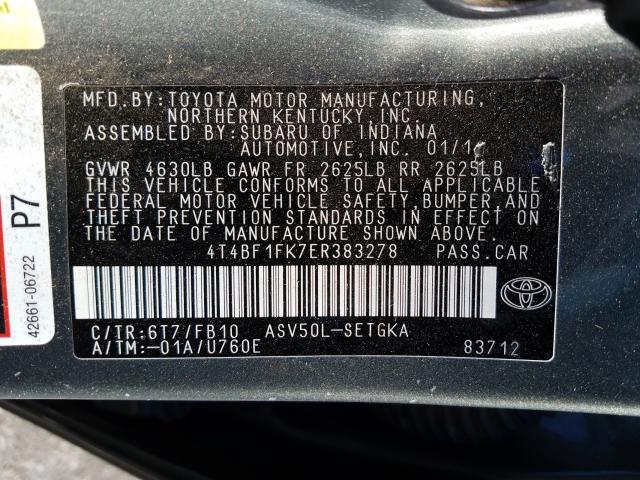 MFD.BY:TOYOTA MOTOR MANUFACTURING,
NORTHERN KENTUCKY,INC.
ASSEMBLED BY:SUBARU OF INDIANA
AUTOMOTIVE,INC.
GVWR 4630LB GAWR FR 2625LB RR 2625LB
THIS VEHICLE CONFORMS TO ALL APPLICABLE
FEDERAL MOTOR VEHICLE SAFETY,BUMPER,AND
THEFT PREVENTION STANDARDS IN EFFECT ON
THE DATE OF MANUFACTURE SHOWN ABOVE.
4T4BF1FK7ER383278 PASS.CAR
C/TR:6T7/FB10 ASV50L-SETGKA
A/TM:-01A/U760E 83712
P7
42661-06722